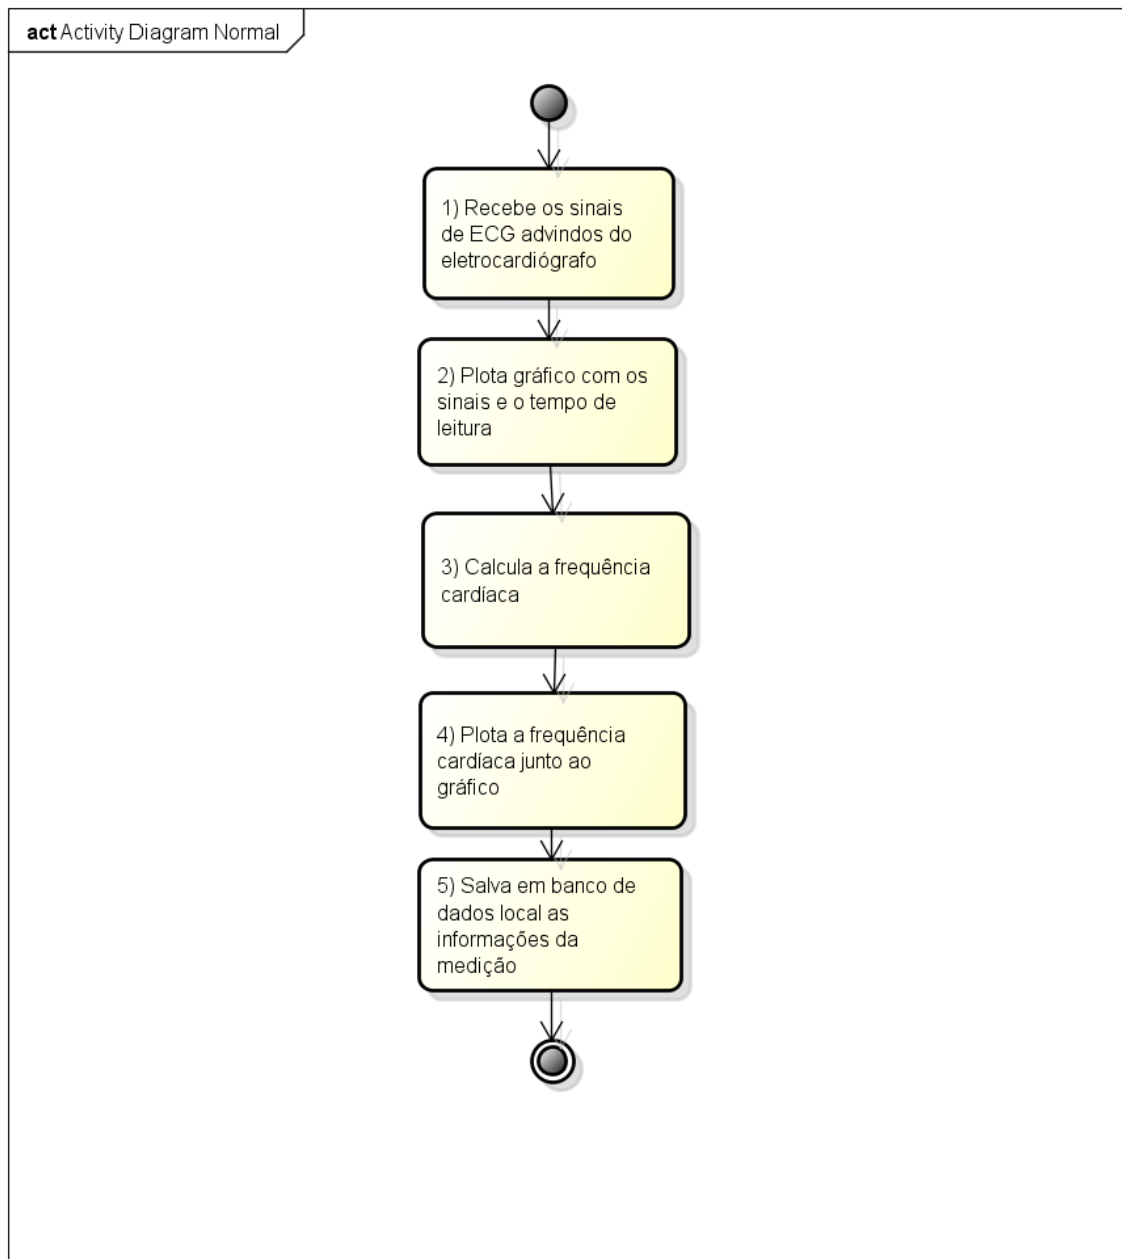 act Activity Diagram Normal
1) Recebe os sinais
de ECG advindos do
eletrocardiógrafo
2) Plota gráfico com os
sinais e o tempo de
leitura
3) Calcula a frequência
cardíaca
4) Plota a frequência
cardíaca junto ao
gráfico
5) Salva em banco de
dados local as
informações da
medição